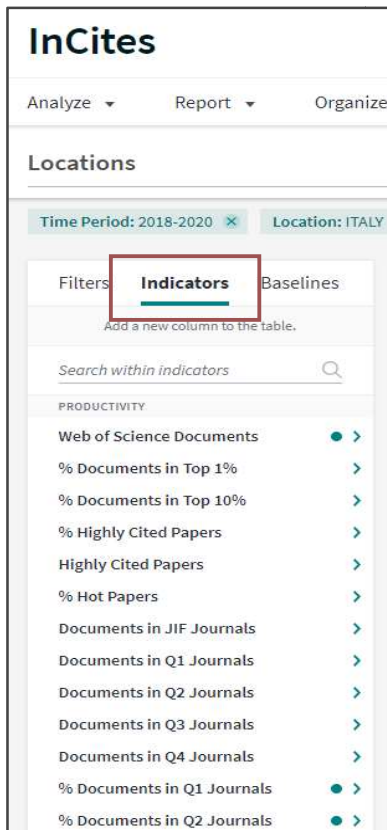 InCites
Analyze Report Organize
Locations
Time Period: 2018-2020 Location: ITALY
Filters Indicators Baselines
Add a new column to the table.
Search within indicators
PRODUCTIVITY
Web of Science Documents
% Documents in Top 1%
% Documents in Top 10%
% Highly Cited Papers
Highly Cited Papers
% Hot Papers
Documents in JIF Journals
Documents in Q1 Journals
Documents in Q2 Journals
Documents in Q3 Journals
Documents in Q4 Journals
% Documents in Q1 Journals
% Documents in Q2 Journals